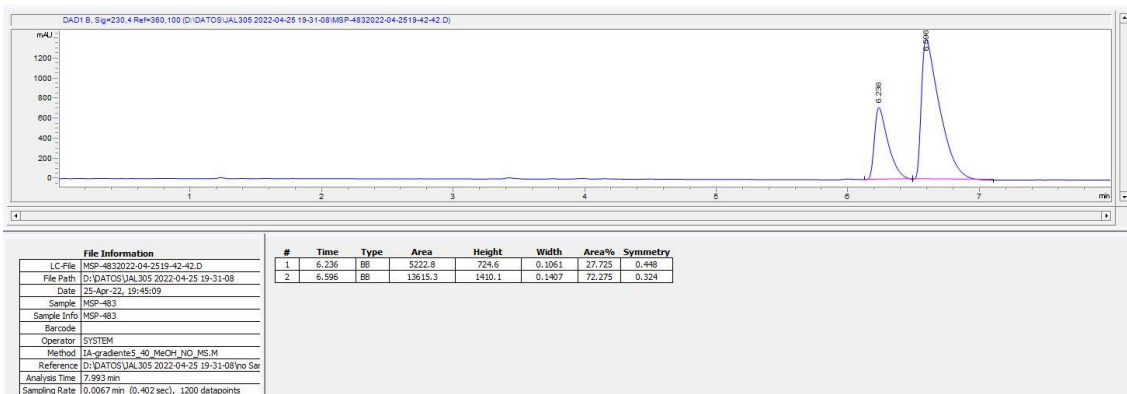 DAD1 B, Sig=230,4 Ref=360,100 (D:\DATOS\JAL305 2022-04-25 19-31-08\MSP-4832022-04-2519-42-42.D)
mAU
1200
1000
800
600
400
200
0
6.236
6.596
1 2 3 4 5 6 7 min
File Information
LC-File MSP-4832022-04-2519-42-42.D
File Path D:\DATOS\JAL305 2022-04-25 19-31-08
Date 25-Apr-22, 19:45:09
Sample MSP-483
Sample Info MSP-483
Barcode
Operator SYSTEM
Method IA-gradiente5_40_MeOH_NO_MS.M
Reference D:\DATOS\JAL305 2022-04-25 19-31-08\no Sar
Analysis Time 7.993 min
Sampling Rate 0.0067 min (0.402 sec), 1200 datapoints
# Time Type Area Height Width Area% Symmetry
1 6.236 BB 5222.8 724.6 0.1061 27.725 0.448
2 6.596 BB 13615.3 1410.1 0.1407 72.275 0.324